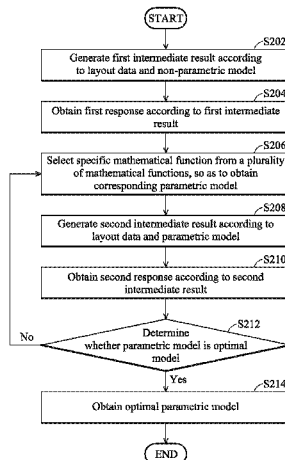 START
S202
Generate first intermediate result according
to layout data and non-parametric model
S204
Obtain first response according to first intermediate
result
S206
Select specific mathematical function from a plurality
of mathematical functions, so as to obtain
corresponding parametric model
S208
Generate second intermediate result according to
layout data and parametric model
S210
Obtain second response according to second
intermediate result
S212
Determine
whether parametric model is optimal
model
No
Yes
S214
Obtain optimal parametric model
END